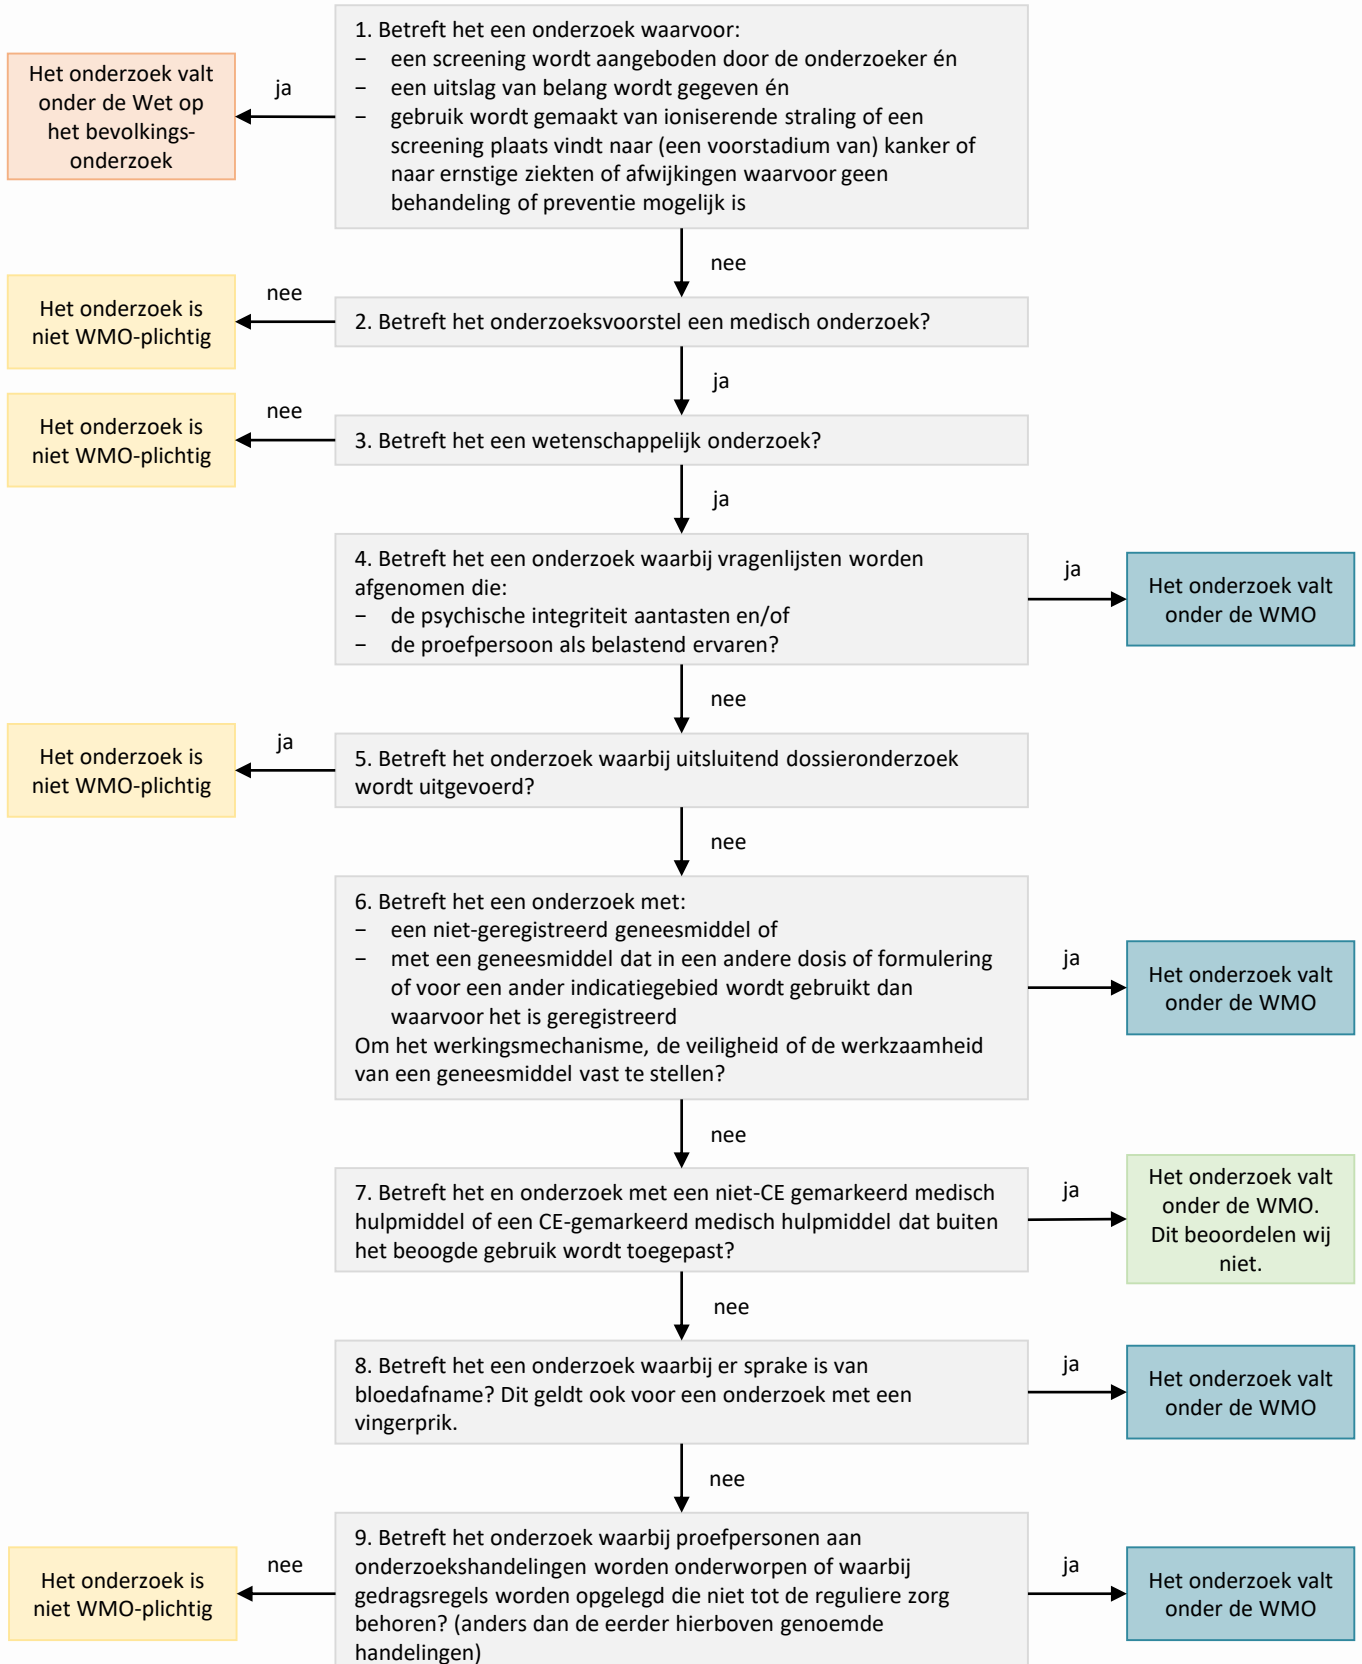 1. Betreft het een onderzoek waarvoor:
− een screening wordt aangeboden door de onderzoeker én
− een uitslag van belang wordt gegeven én
− gebruik wordt gemaakt van ioniserende straling of een
screening plaats vindt naar (een voorstadium van) kanker of
naar ernstige ziekten of afwijkingen waarvoor geen
behandeling of preventie mogelijk is
ja
Het onderzoek valt
onder de Wet op
het bevolkings-
onderzoek
nee
2. Betreft het onderzoeksvoorstel een medisch onderzoek?
nee
Het onderzoek is
niet WMO-plichtig
ja
3. Betreft het een wetenschappelijk onderzoek?
nee
Het onderzoek is
niet WMO-plichtig
ja
4. Betreft het een onderzoek waarbij vragenlijsten worden
afgenomen die:
− de psychische integriteit aantasten en/of
− de proefpersoon als belastend ervaren?
ja
Het onderzoek valt
onder de WMO
nee
5. Betreft het onderzoek waarbij uitsluitend dossieronderzoek
wordt uitgevoerd?
ja
Het onderzoek is
niet WMO-plichtig
nee
6. Betreft het een onderzoek met:
− een niet-geregistreerd geneesmiddel of
− met een geneesmiddel dat in een andere dosis of formulering
of voor een ander indicatiegebied wordt gebruikt dan
waarvoor het is geregistreerd
Om het werkingsmechanisme, de veiligheid of de werkzaamheid
van een geneesmiddel vast te stellen?
ja
Het onderzoek valt
onder de WMO
nee
7. Betreft het en onderzoek met een niet-CE gemarkeerd medisch
hulpmiddel of een CE-gemarkeerd medisch hulpmiddel dat buiten
het beoogde gebruik wordt toegepast?
ja
Het onderzoek valt
onder de WMO.
Dit beoordelen wij
niet.
nee
8. Betreft het een onderzoek waarbij er sprake is van
bloedafname? Dit geldt ook voor een onderzoek met een
vingerprik.
ja
Het onderzoek valt
onder de WMO
nee
9. Betreft het onderzoek waarbij proefpersonen aan
onderzoekshandelingen worden onderworpen of waarbij
gedragsregels worden opgelegd die niet tot de reguliere zorg
behoren? (anders dan de eerder hierboven genoemde
handelingen)
nee
Het onderzoek is
niet WMO-plichtig
ja
Het onderzoek valt
onder de WMO